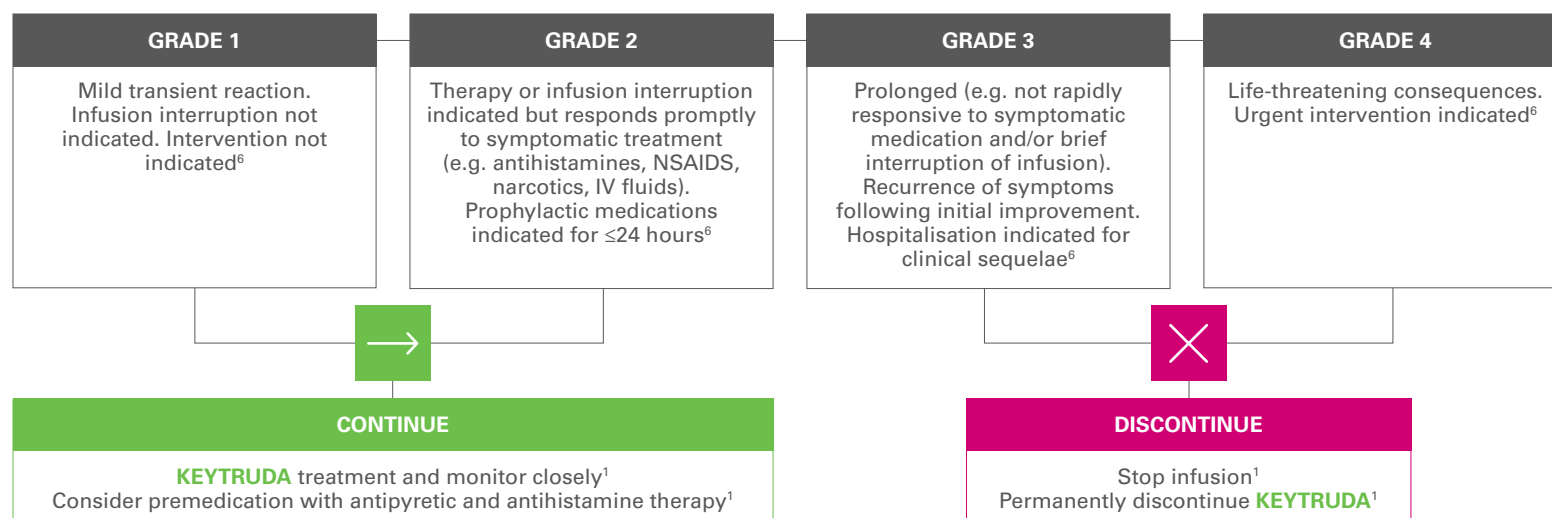 GRADE 1
Mild transient reaction.
Infusion interruption not
indicated. Intervention not
indicated⁶
GRADE 2
Therapy or infusion interruption
indicated but responds promptly
to symptomatic treatment
(e.g. antihistamines, NSAIDS,
narcotics, IV fluids).
Prophylactic medications
indicated for ≤24 hours⁶
GRADE 3
Prolonged (e.g. not rapidly
responsive to symptomatic
medication and/or brief
interruption of infusion).
Recurrence of symptoms
following initial improvement.
Hospitalisation indicated for
clinical sequelae⁶
GRADE 4
Life-threatening consequences.
Urgent intervention indicated⁶
CONTINUE
KEYTRUDA treatment and monitor closely¹
Consider premedication with antipyretic and antihistamine therapy¹
DISCONTINUE
Stop infusion¹
Permanently discontinue KEYTRUDA¹